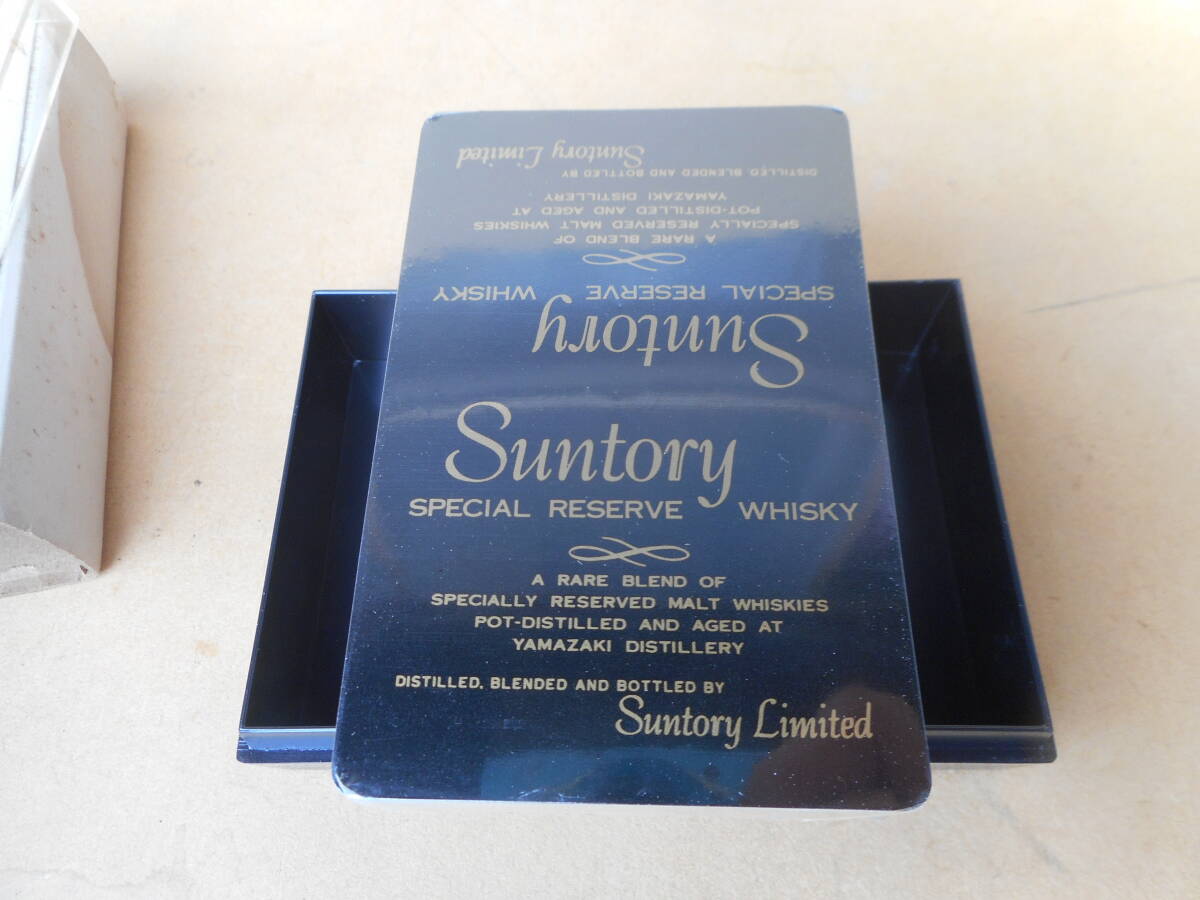 Suntory
SPECIAL RESERVE WHISKY
A RARE BLEND OF
SPECIALLY RESERVED MALT WHISKIES
POT-DISTILLED AND AGED AT
YAMAZAKI DISTILLERY
DISTILLED, BLENDED AND BOTTLED BY
Suntory Limited
Suntory
SPECIAL RESERVE WHISKY
A RARE BLEND OF
SPECIALLY RESERVED MALT WHISKIES
POT-DISTILLED AND AGED AT
YAMAZAKI DISTILLERY
DISTILLED BLENDED AND BOTTLED BY
Suntory Limited